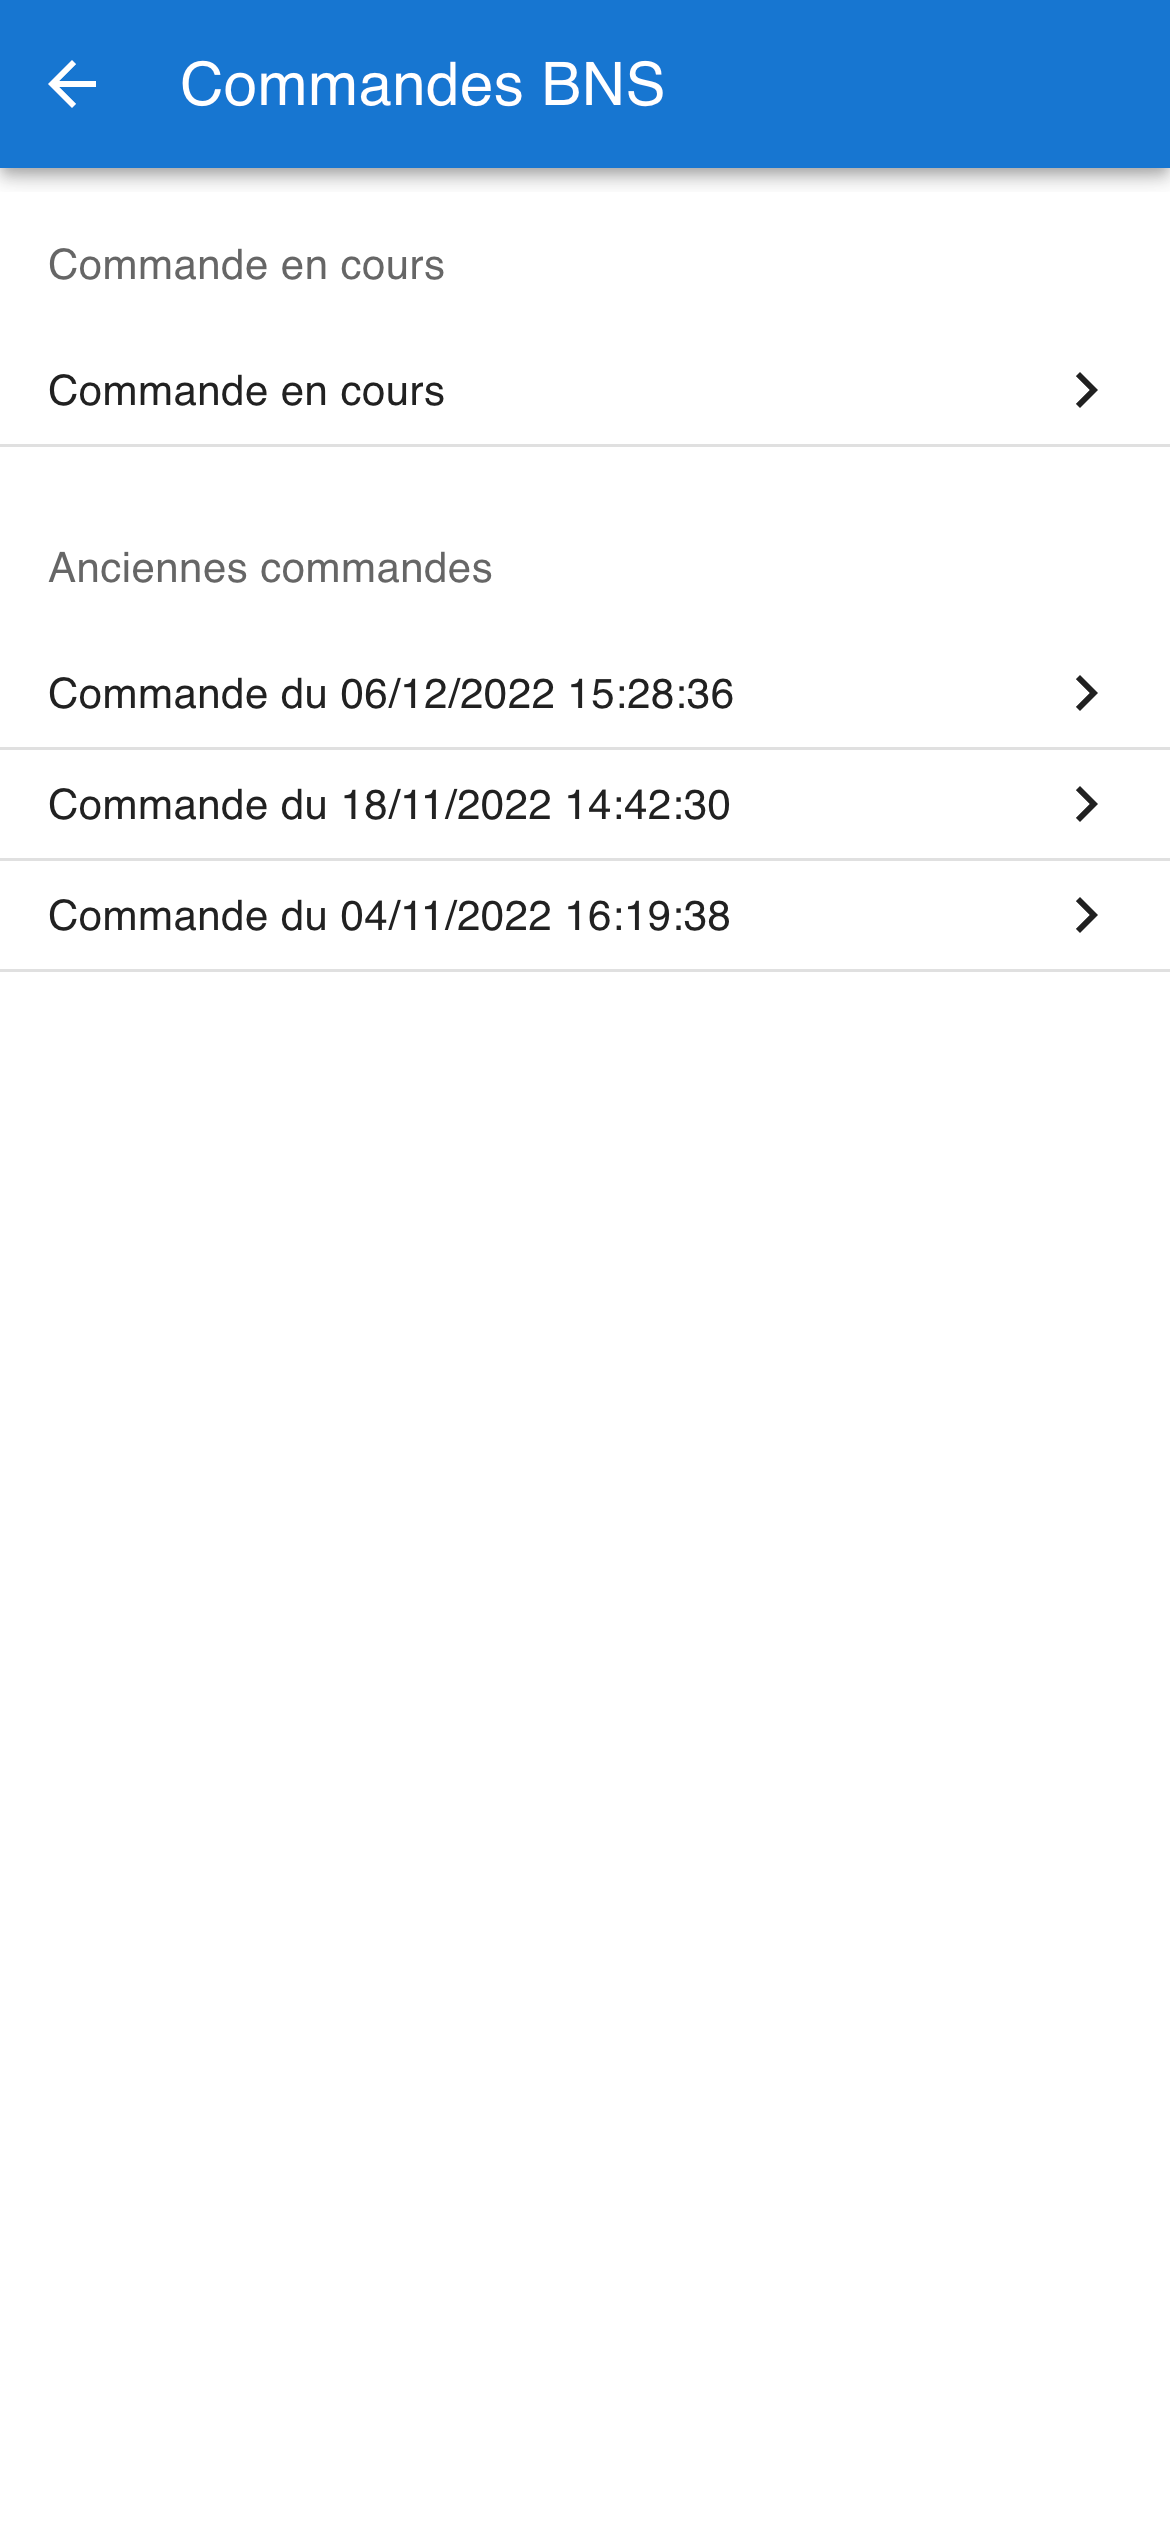 Commandes BNS
Commande en cours
Commande en cours
Anciennes commandes
Commande du 06/12/2022 15:28:36
Commande du 18/11/2022 14:42:30
Commande du 04/11/2022 16:19:38